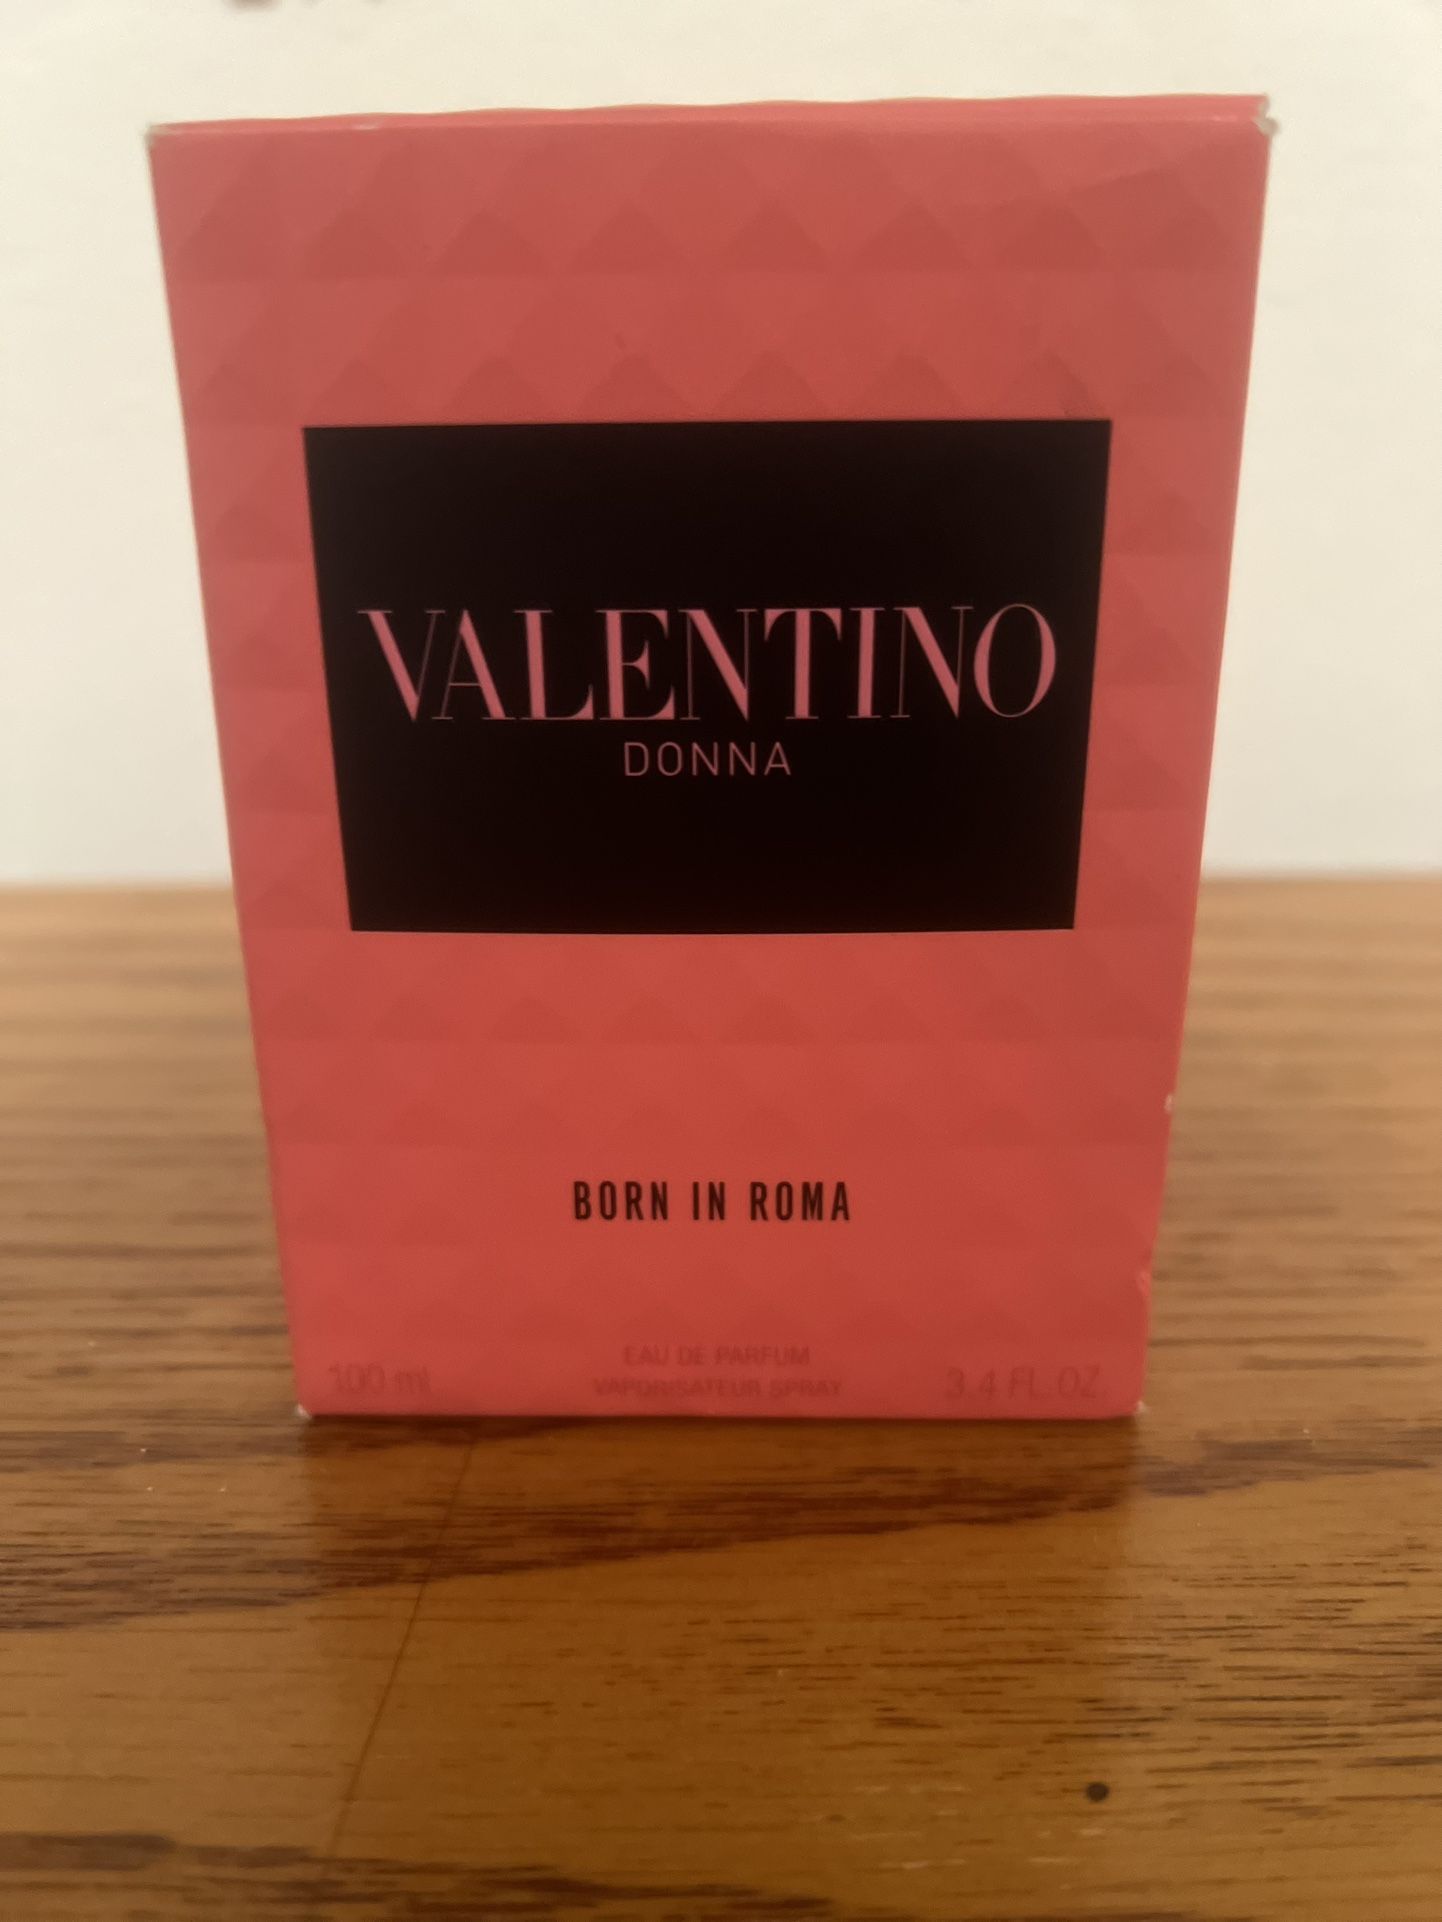 VALENTINO
DONNA
BORN IN ROMA
EAU DE PARFUM
100 ml VAPORISATEUR SPRAY 3.4 FL.OZ.